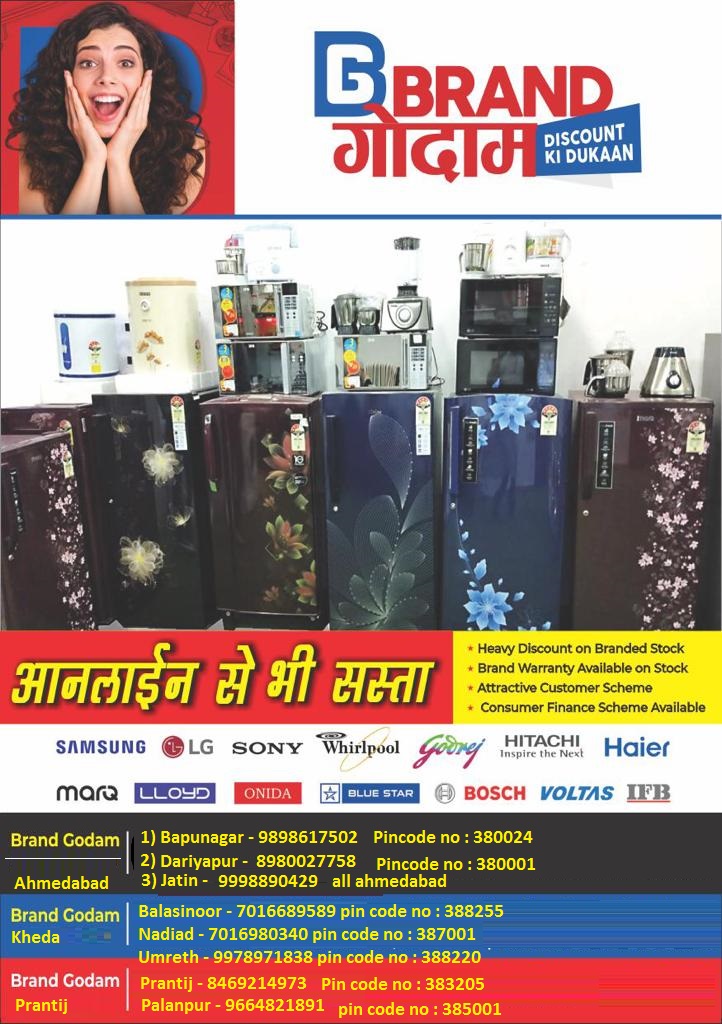 BRAND
गोदाम
DISCOUNT
KI DUKAAN
आनलाईन से भी सस्ता
★ Heavy Discount on Branded Stock
★ Brand Warranty Available on Stock
★ Attractive Customer Scheme
★ Consumer Finance Scheme Available
SAMSUNG LG SONY Whirlpool Godrej HITACHI Haier
Inspire the Next
marq LLOYD ONIDA BLUE STAR BOSCH VOLTAS IFB
Brand Godam
Ahmedabad
1) Bapunagar - 9898617502 Pincode no : 380024
2) Dariyapur - 8980027758 Pincode no : 380001
3) Jatin - 9998890429 all ahmedabad
Brand Godam
Kheda
Balasinoor - 7016689589 pin code no : 388255
Nadiad - 7016980340 pin code no : 387001
Umreth - 9978971838 pin code no : 388220
Brand Godam
Prantij
Prantij - 8469214973 Pin code no : 383205
Palanpur - 9664821891 pin code no : 385001